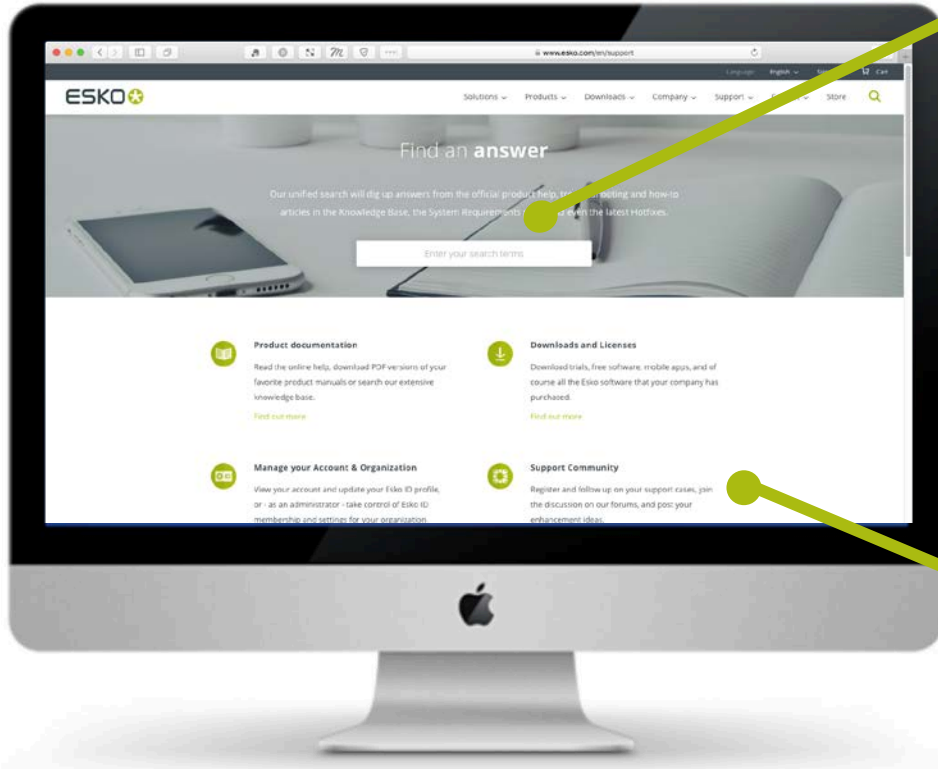 www.esko.com/en/support
Language English Cart
ESKO
Solutions Products Downloads Company Support Store
Find an answer
Our unified search will dig up answers from the official product help, and how-to
articles in the Knowledge Base, the System Requirements even the latest Hotfixes.
Enter your search terms
Product documentation
Read the online help, download PDF versions of your
favorite product manuals or search our extensive
knowledge base.
Find out more
Downloads and Licenses
Download trials, free software, mobile apps, and of
course all the Esko software that your company has
purchased.
Find out more
Manage your Account & Organization
View your account and update your Esko ID profile,
or - as an administrator - take control of Esko ID
membership and settings for your organization.
Support Community
Register and follow up on your support cases, join
the discussion on our forums, and post your
enhancement ideas.